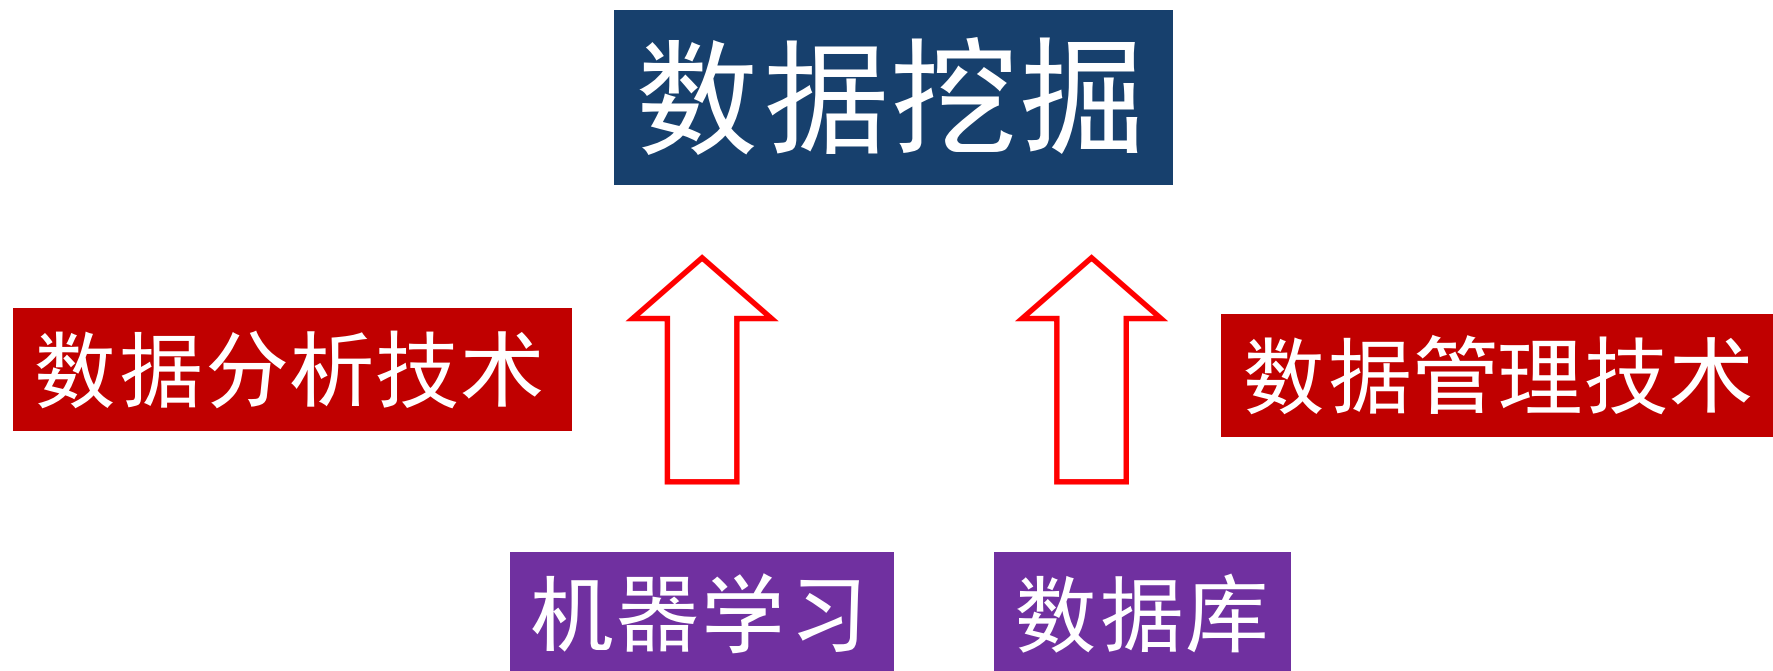 数据挖掘
数据分析技术
数据管理技术
机器学习
数据库